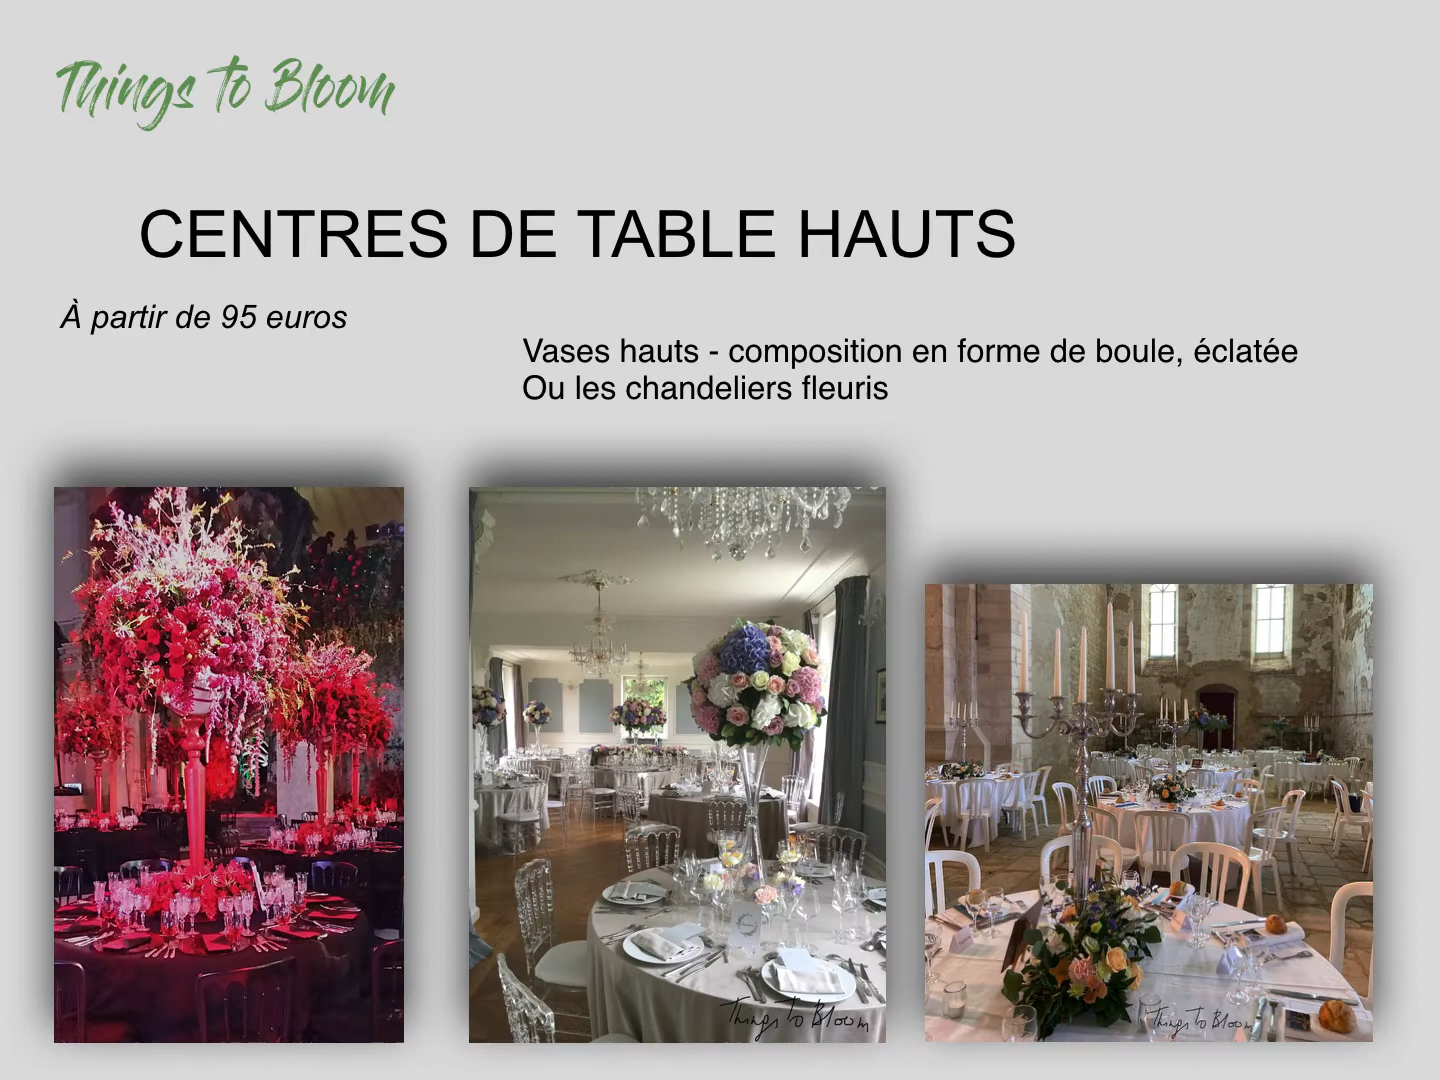 Things to Bloom
CENTRES DE TABLE HAUTS
À partir de 95 euros
Vases hauts - composition en forme de boule, éclatée
Ou les chandeliers fleuris
Things to Bloom
Things to Bloom